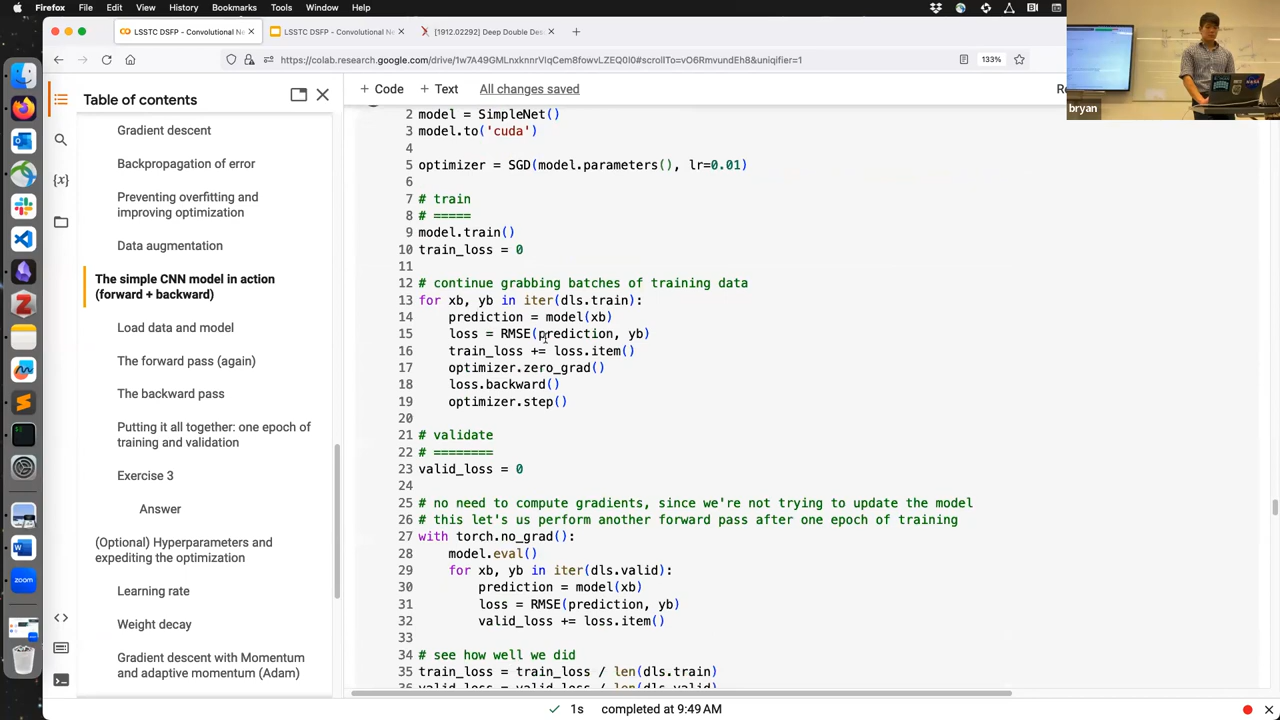 Firefox File Edit View History Bookmarks Tools Window Help
LSSTC DSFP - Convolutional Ne
LSSTC DSFP - Convolutional Ne
[1912.02292] Deep Double Des
https://colab.research.google.com/drive/1w7A49GMLnxknnrVIqCem8fowvLZEQ0I0#scrollTo=vO6RmvundEh8&uniqifier=1
133%
bryan
Table of contents
Gradient descent
Backpropagation of error
Preventing overfitting and
improving optimization
Data augmentation
The simple CNN model in action
(forward + backward)
Load data and model
The forward pass (again)
The backward pass
Putting it all together: one epoch of
training and validation
Exercise 3
Answer
(Optional) Hyperparameters and
expediting the optimization
Learning rate
Weight decay
Gradient descent with Momentum
and adaptive momentum (Adam)
+ Code + Text All changes saved
Re
2 model = SimpleNet()
3 model.to('cuda')
4
5 optimizer = SGD(model.parameters(), lr=0.01)
6
7 # train
8 # =====
9 model.train()
10 train_loss = 0
11
12 # continue grabbing batches of training data
13 for xb, yb in iter(dls.train):
14 prediction = model(xb)
15 loss = RMSE(prediction, yb)
16 train_loss += loss.item()
17 optimizer.zero_grad()
18 loss.backward()
19 optimizer.step()
20
21 # validate
22 # ========
23 valid_loss = 0
24
25 # no need to compute gradients, since we're not trying to update the model
26 # this let's us perform another forward pass after one epoch of training
27 with torch.no_grad():
28 model.eval()
29 for xb, yb in iter(dls.valid):
30 prediction = model(xb)
31 loss = RMSE(prediction, yb)
32 valid_loss += loss.item()
33
34 # see how well we did
35 train_loss = train_loss / len(dls.train)
36 valid_loss = valid_loss / len(dls.valid)
1s completed at 9:49 AM